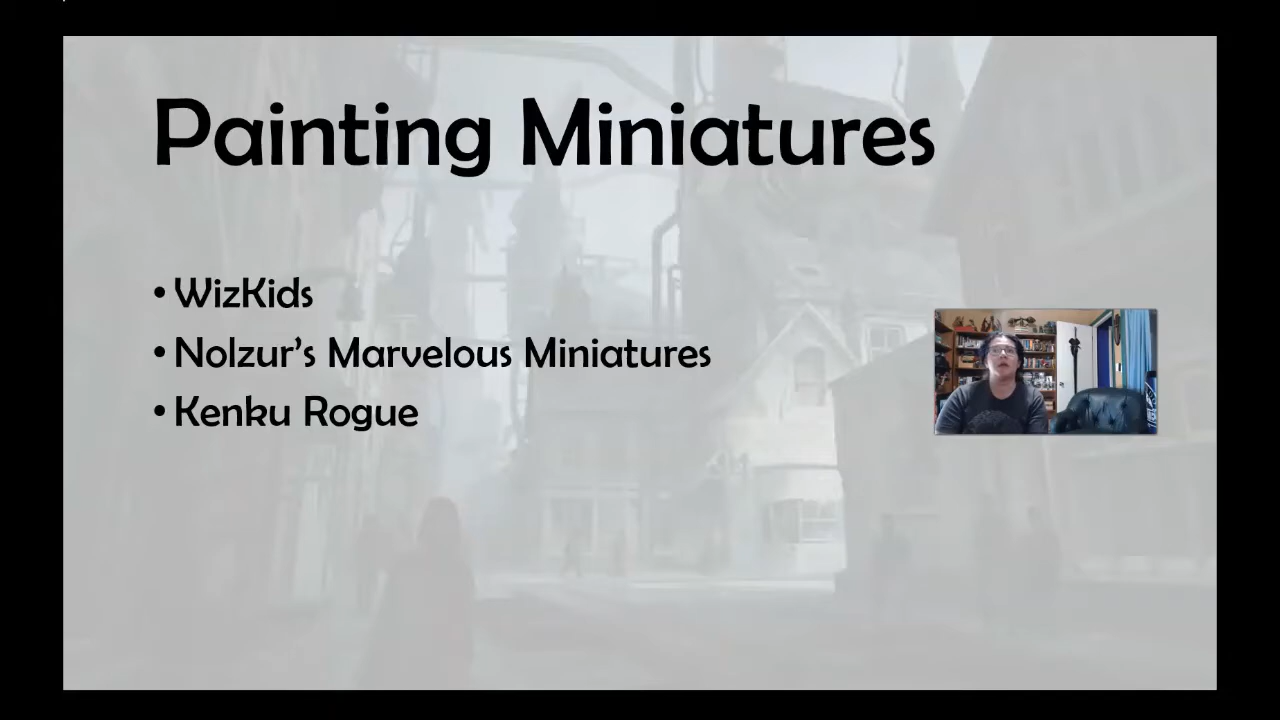 Painting Miniatures
• WizKids
• Nolzur's Marvelous Miniatures
• Kenku Rogue